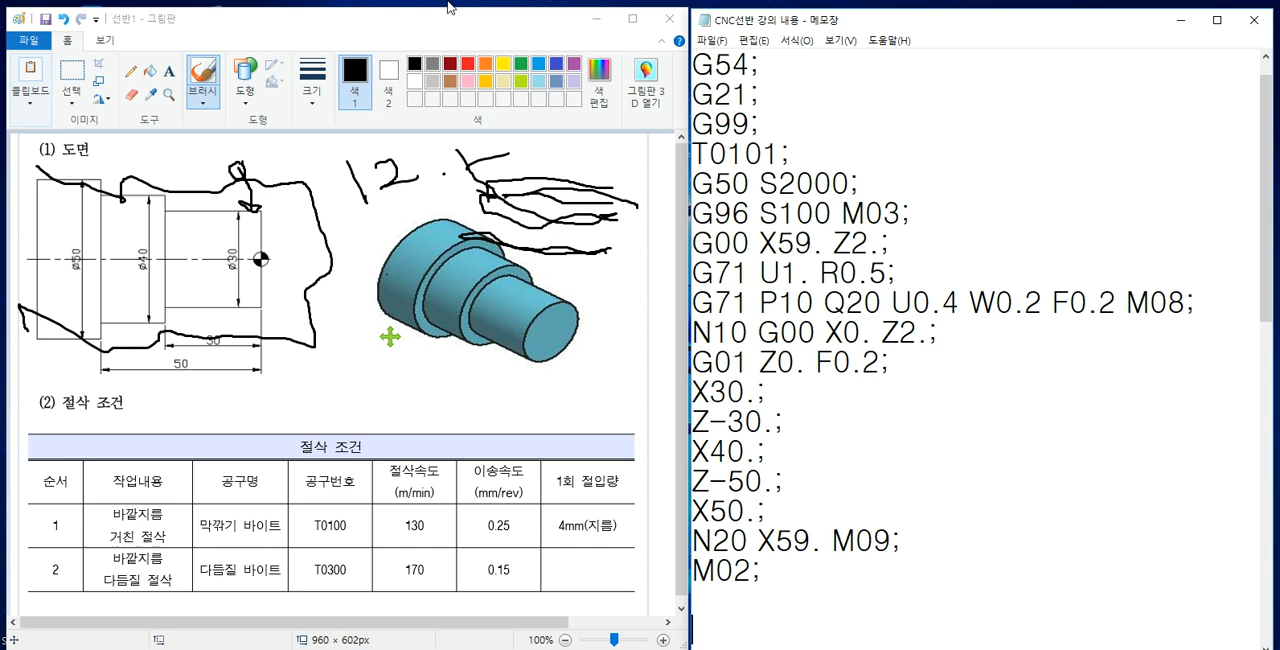 선반1 - 그림판
파일 홈 보기
클립보드
선택
이미지
도구
브러시
도형
도형
크기
색
1
색
2
색
편집
그림판 3
D 열기
색
(1) 도면
12.5
ø50
ø40
ø30
30
50
(2) 절삭 조건
절삭 조건
순서 작업내용 공구명 공구번호 절삭속도 (m/min) 이송속도 (mm/rev) 1회 절입량
1 바깥지름 거친 절삭 막깎기 바이트 T0100 130 0.25 4mm(지름)
2 바깥지름 다듬질 절삭 다듬질 바이트 T0300 170 0.15
960 × 602px
100%
CNC선반 강의 내용 - 메모장
파일(F) 편집(E) 서식(O) 보기(V) 도움말(H)
G54;
G21;
G99;
T0101;
G50 S2000;
G96 S100 M03;
G00 X59. Z2.;
G71 U1. R0.5;
G71 P10 Q20 U0.4 W0.2 F0.2 M08;
N10 G00 X0. Z2.;
G01 Z0. F0.2;
X30.;
Z-30.;
X40.;
Z-50.;
X50.;
N20 X59. M09;
M02;